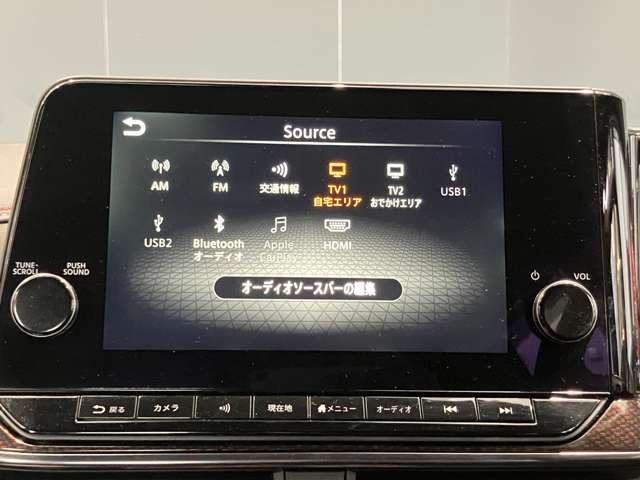 Source
AM
FM
交通情報
TV1
自宅エリア
TV2
おでかけエリア
USB1
USB2
Bluetooth
オーディオ
Apple
CarPlay
HDMI
オーディオソースバーの編集
TUNE-
SCROLL
PUSH
SOUND
VOL
戻る
カメラ
現在地
メニュー
オーディオ